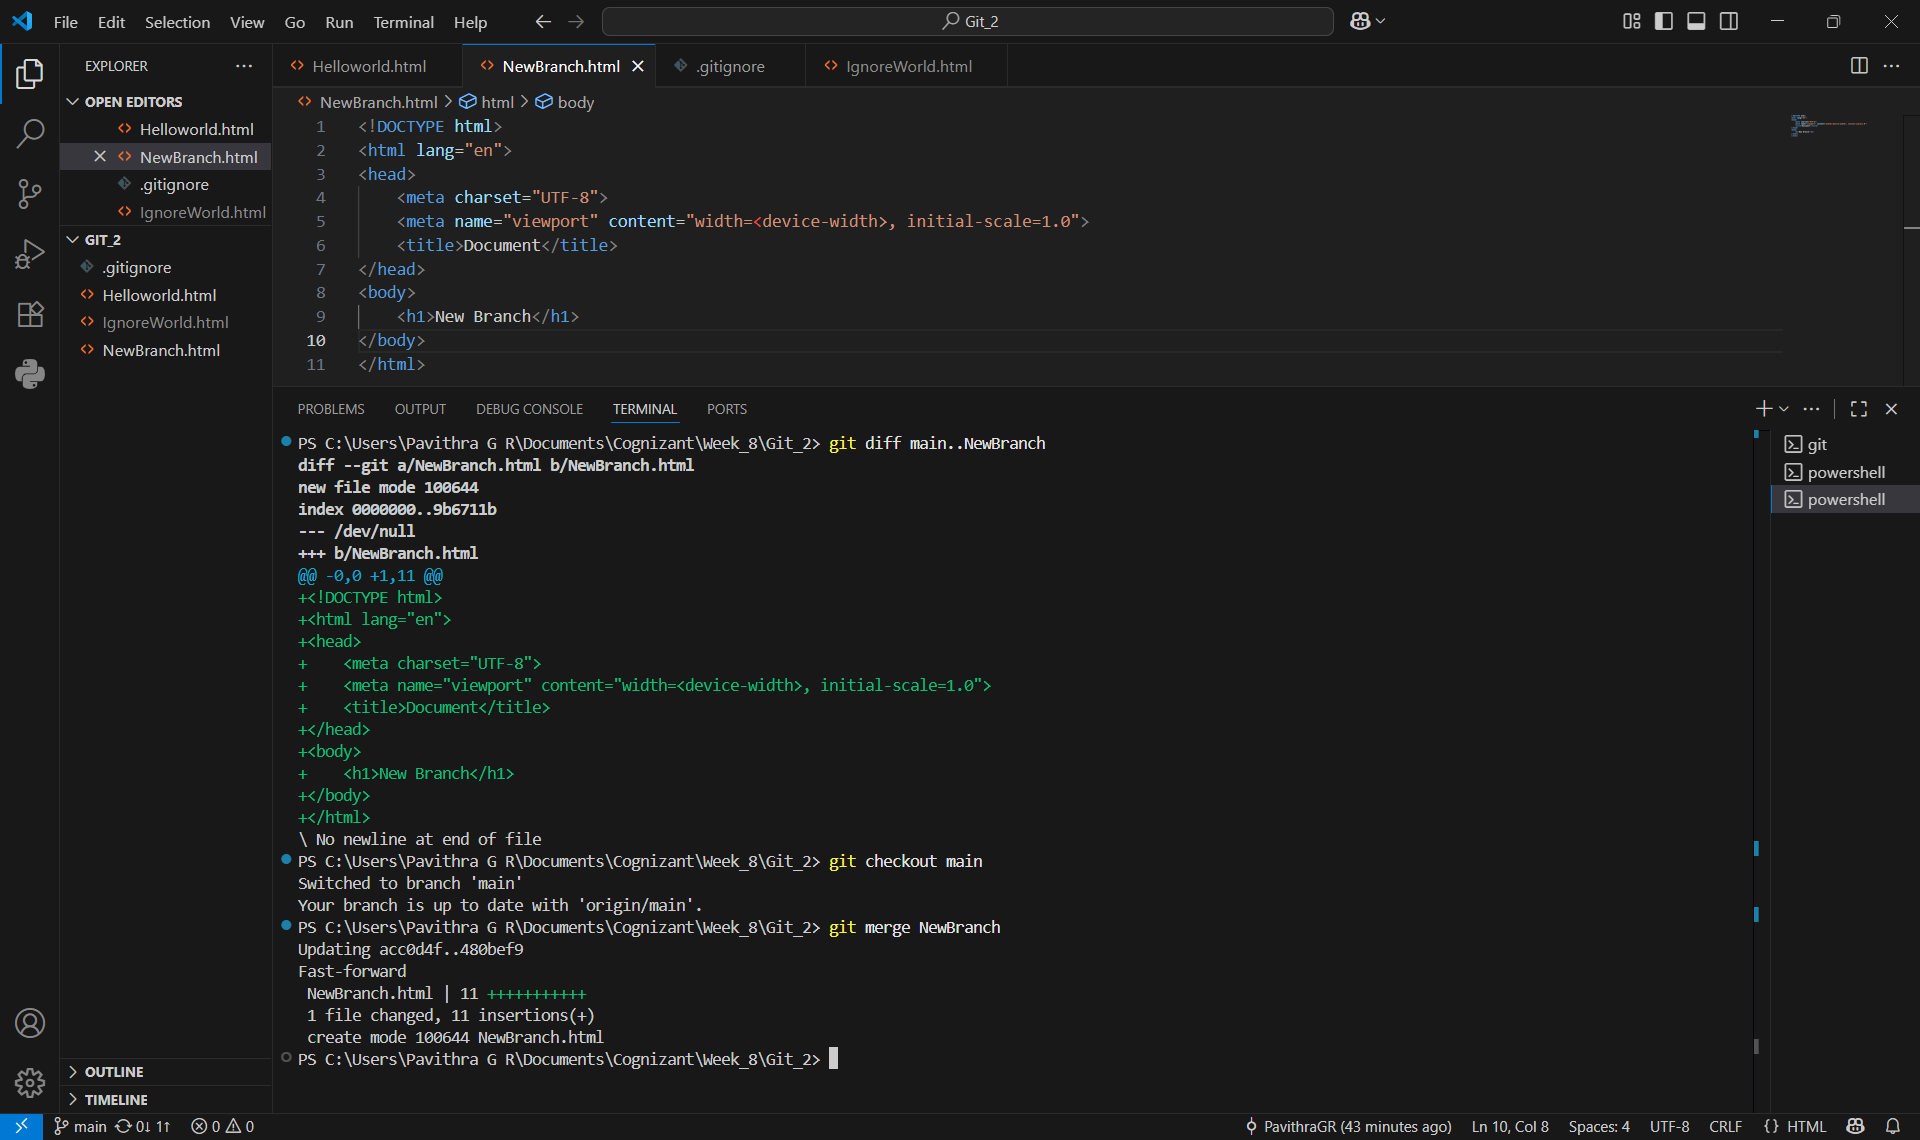 File Edit Selection View Go Run Terminal Help
Git_2
EXPLORER
OPEN EDITORS
Helloworld.html
NewBranch.html
.gitignore
IgnoreWorld.html
GIT_2
.gitignore
Helloworld.html
IgnoreWorld.html
NewBranch.html
OUTLINE
TIMELINE
Helloworld.html NewBranch.html .gitignore IgnoreWorld.html
NewBranch.html > html > body
1 <!DOCTYPE html>
2 <html lang="en">
3 <head>
4     <meta charset="UTF-8">
5     <meta name="viewport" content="width=<device-width>, initial-scale=1.0">
6     <title>Document</title>
7 </head>
8 <body>
9     <h1>New Branch</h1>
10 </body>
11 </html>
PROBLEMS OUTPUT DEBUG CONSOLE TERMINAL PORTS
PS C:\Users\Pavithra G R\Documents\Cognizant\Week_8\Git_2> git diff main..NewBranch
diff --git a/NewBranch.html b/NewBranch.html
new file mode 100644
index 0000000..9b6711b
--- /dev/null
+++ b/NewBranch.html
@@ -0,0 +1,11 @@
+<!DOCTYPE html>
+<html lang="en">
+<head>
+    <meta charset="UTF-8">
+    <meta name="viewport" content="width=<device-width>, initial-scale=1.0">
+    <title>Document</title>
+</head>
+<body>
+    <h1>New Branch</h1>
+</body>
+</html>
\ No newline at end of file
PS C:\Users\Pavithra G R\Documents\Cognizant\Week_8\Git_2> git checkout main
Switched to branch 'main'
Your branch is up to date with 'origin/main'.
PS C:\Users\Pavithra G R\Documents\Cognizant\Week_8\Git_2> git merge NewBranch
Updating acc0d4f..480bef9
Fast-forward
 NewBranch.html | 11 +++++++++++
 1 file changed, 11 insertions(+)
 create mode 100644 NewBranch.html
PS C:\Users\Pavithra G R\Documents\Cognizant\Week_8\Git_2>
git
powershell
powershell
main 0↓ 1↑ 0 0
PavithraGR (43 minutes ago) Ln 10, Col 8 Spaces: 4 UTF-8 CRLF {} HTML